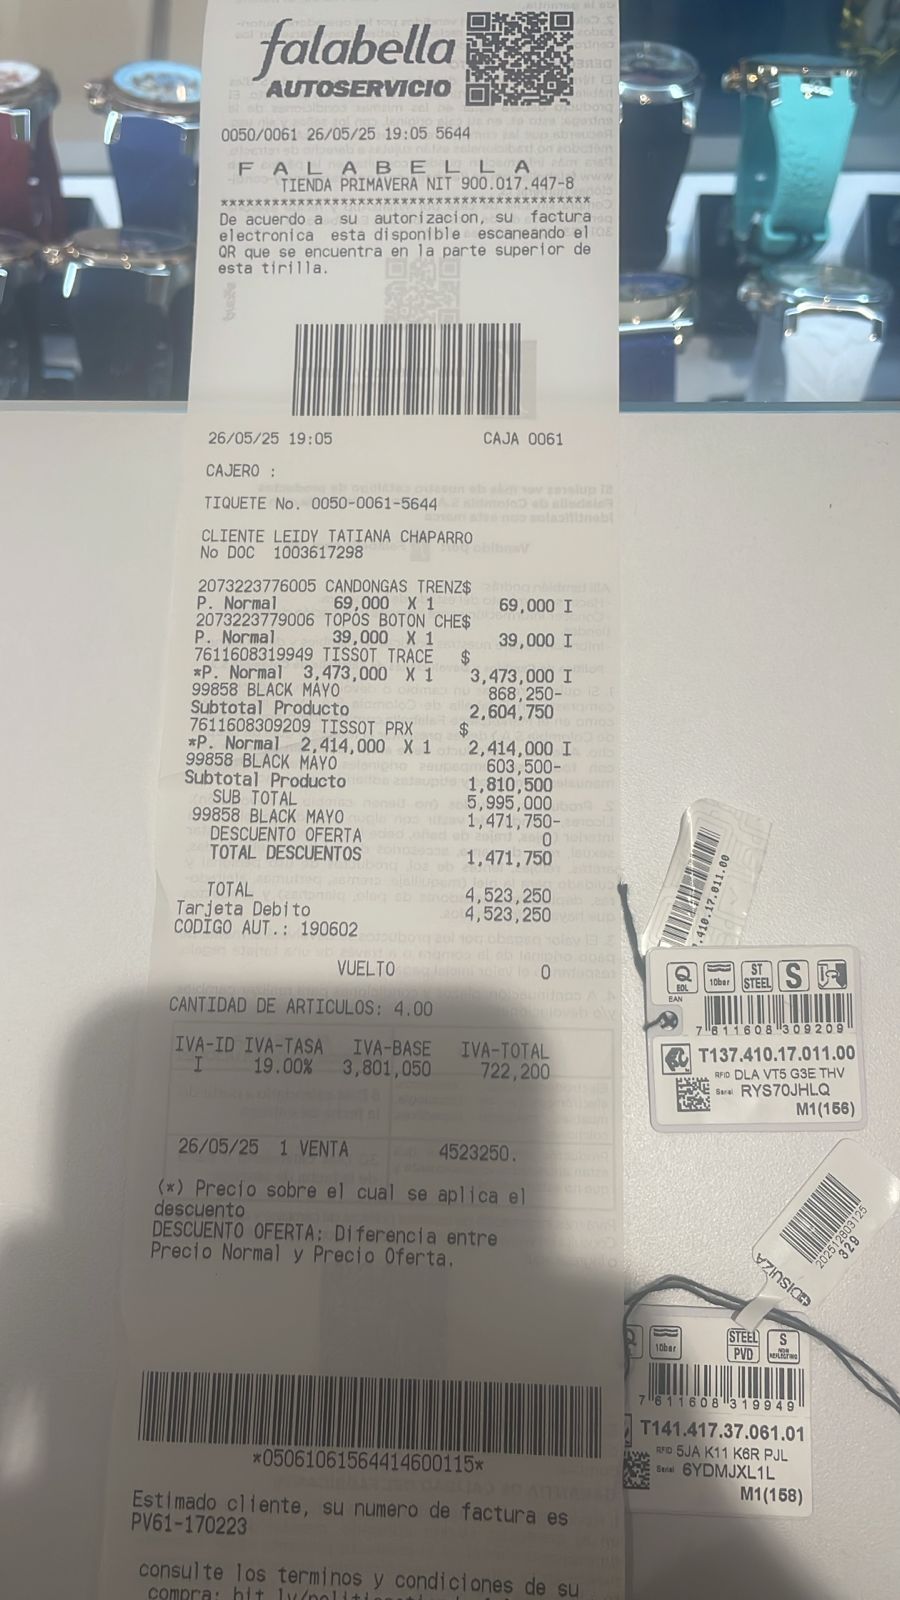 falabella
AUTOSERVICIO
0050/0061 26/05/25 19:05 5644
F A L A B E L L A
TIENDA PRIMAVERA NIT 900.017.447-8
******************************************
De acuerdo a su autorizacion, su factura
electronica esta disponible escaneando el
QR que se encuentra en la parte superior de
esta tirilla.
26/05/25 19:05 CAJA 0061
CAJERO :
TIQUETE No. 0050-0061-5644
CLIENTE LEIDY TATIANA CHAPARRO
No DOC 1003617298
2073223776005 CANDONGAS TRENZ$
P. Normal 69,000 X 1 69,000 I
2073223779006 TOPOS BOTON CHE$
P. Normal 39,000 X 1 39,000 I
7611608319949 TISSOT TRACE $
*P. Normal 3,473,000 X 1 3,473,000 I
99858 BLACK MAYO 868,250-
Subtotal Producto 2,604,750
7611608309209 TISSOT PRX $
*P. Normal 2,414,000 X 1 2,414,000 I
99858 BLACK MAYO 603,500-
Subtotal Producto 1,810,500
SUB TOTAL 5,995,000
99858 BLACK MAYO 1,471,750-
DESCUENTO OFERTA 0
TOTAL DESCUENTOS 1,471,750
TOTAL 4,523,250
Tarjeta Debito 4,523,250
CODIGO AUT.: 190602
VUELTO 0
CANTIDAD DE ARTICULOS: 4.00
IVA-ID IVA-TASA IVA-BASE IVA-TOTAL
I 19.00% 3,801,050 722,200
26/05/25 1 VENTA 4523250.
(*) Precio sobre el cual se aplica el
descuento
DESCUENTO OFERTA: Diferencia entre
Precio Normal y Precio Oferta.
*05061061564414600115*
Estimado cliente, su numero de factura es
PV61-170223
consulte los terminos y condiciones de su
.410.17.011.00
Q
EOL
10bar
ST
STEEL
S
EAN
7 611608 309209
T137.410.17.011.00
RFID DLA VT5 G3E THV
Serial RYS70JHLQ
M1(156)
202512803125
329
DISUIZA
10bar
STEEL
PVD
S
NON
REFLECTING
7 611608 319949
T141.417.37.061.01
RFID 5JA K11 K6R PJL
Serial 6YDMJXL1L
M1(158)